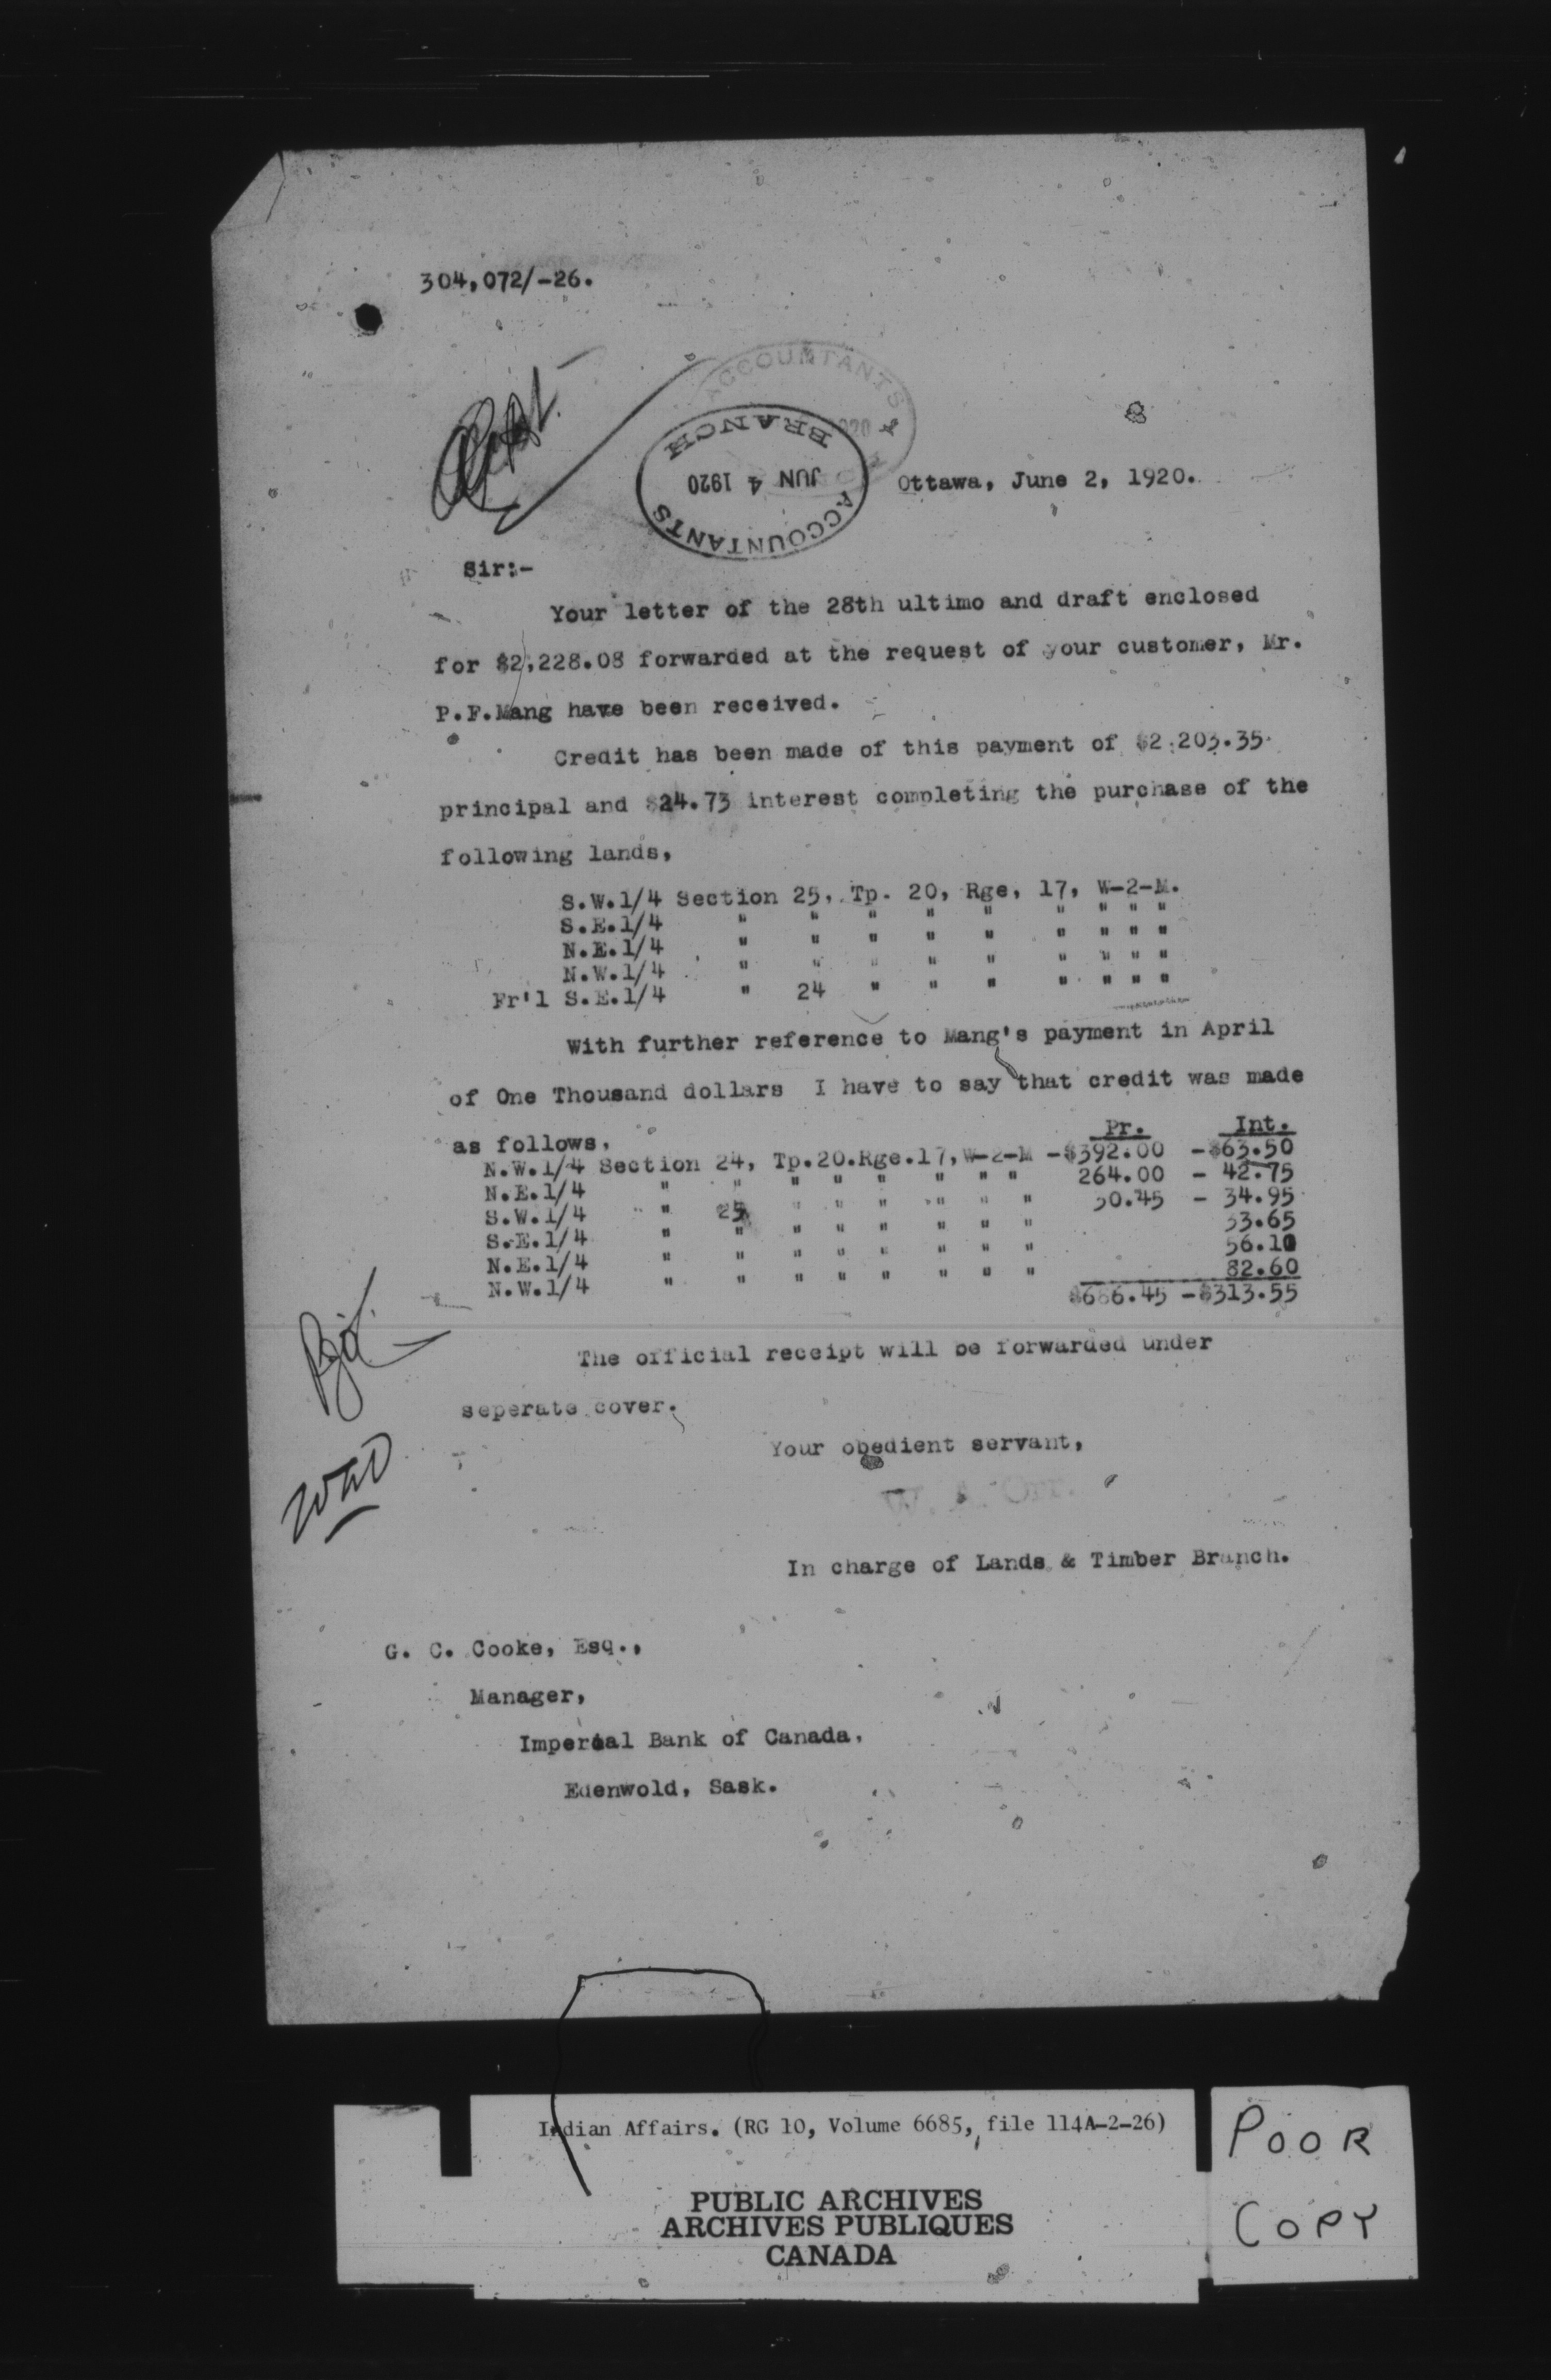 304,072/-26.
ACCOUNTANTS
BRANCH
JUN 4 1920
ACCOUNTANTS
Ottawa, June 2, 1920.
Sir:-
Your letter of the 28th ultimo and draft enclosed
for $2,228.08 forwarded at the request of your customer, Mr.
P.F.Mang have been received.
Credit has been made of this payment of $2,203.35
principal and $24.73 interest completing the purchase of the
following lands,
S.W.1/4 Section 25, Tp. 20, Rge, 17, W-2-M.
S.E.1/4 " " " " " " " " "
N.E.1/4 " " " " " " " " "
N.W.1/4 " " " " " " " " "
Fr'l S.E.1/4 " 24 " " " " " " "
With further reference to Mang's payment in April
of One Thousand dollars I have to say that credit was made
as follows, Pr. Int.
N.W.1/4 Section 24, Tp.20.Rge.17,W-2-M -$392.00 -$63.50
N.E.1/4 " " " " " " " " 264.00 - 42.75
S.W.1/4 " 25 " " " " " " 30.45 - 34.95
S.E.1/4 " " " " " " " " 33.65
N.E.1/4 " " " " " " " " 56.10
N.W.1/4 " " " " " " " " 82.60
$686.45 -$313.55
The official receipt will be forwarded under
seperate cover.
Your obedient servant,
W. A. Orr.
In charge of Lands & Timber Branch.
G. C. Cooke, Esq.,
Manager,
Imperial Bank of Canada,
Edenwold, Sask.
Indian Affairs. (RG 10, Volume 6685, file 114A-2-26)
PUBLIC ARCHIVES
ARCHIVES PUBLIQUES
CANADA
POOR
COPY